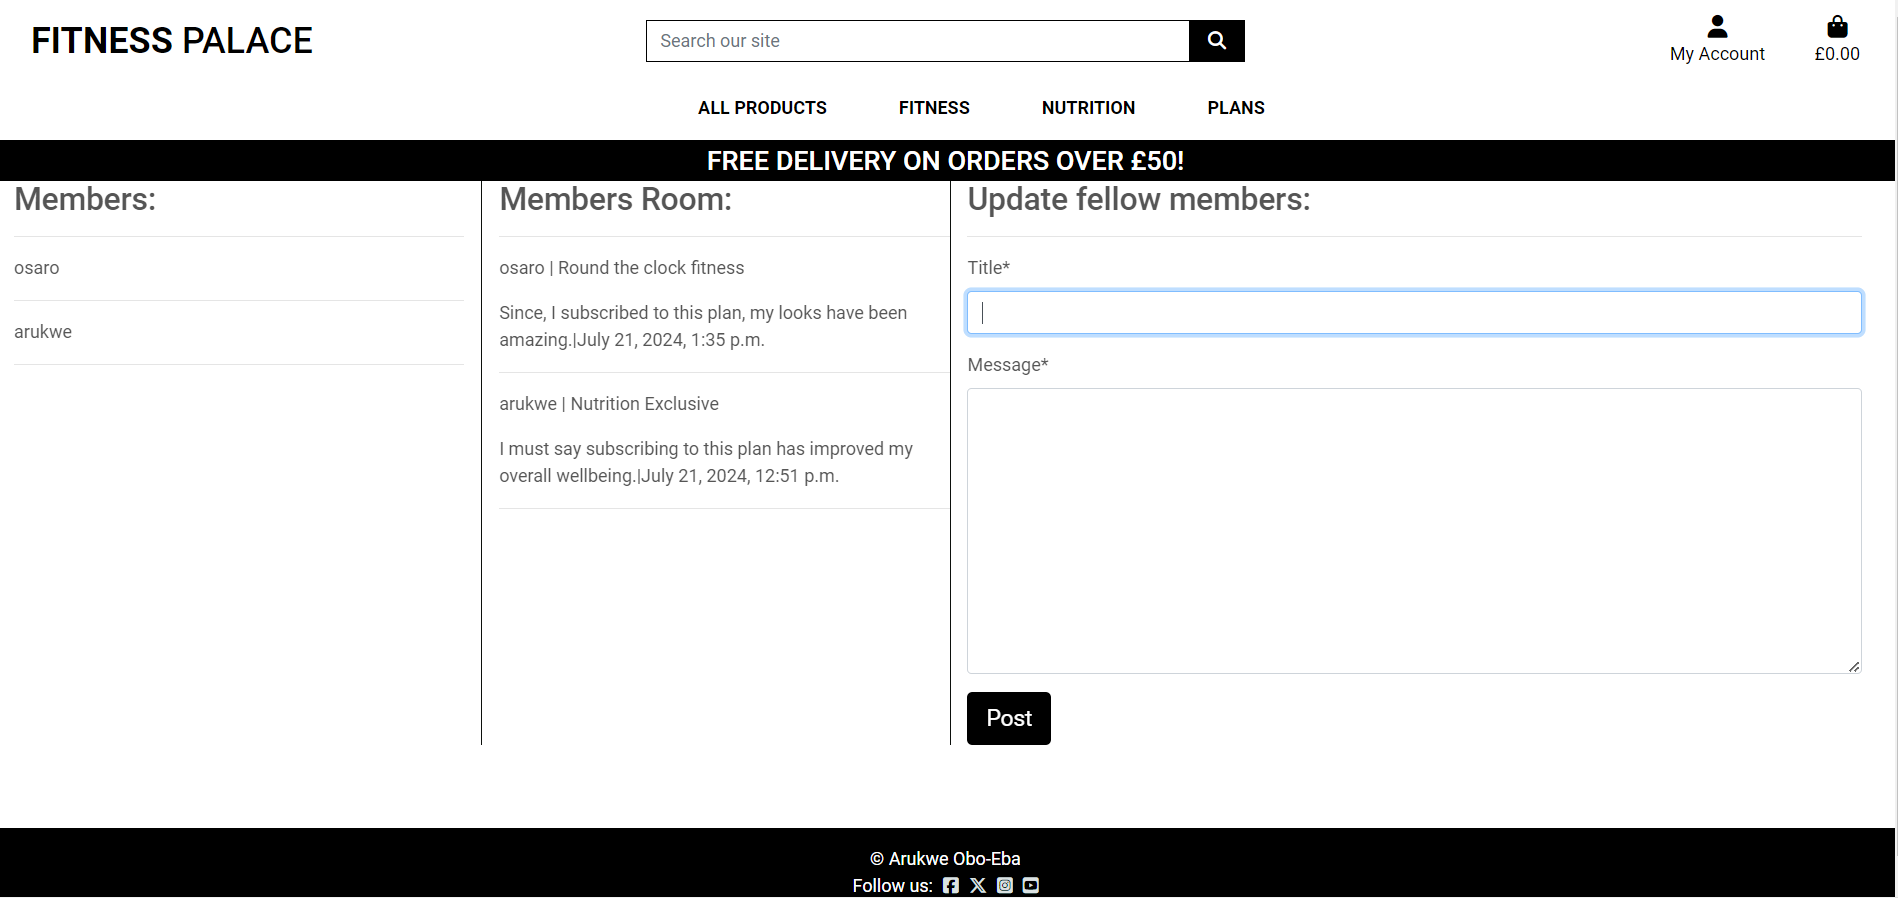 FITNESS PALACE
Search our site
My Account
£0.00
ALL PRODUCTS
FITNESS
NUTRITION
PLANS
FREE DELIVERY ON ORDERS OVER £50!
Members:
osaro
arukwe
Members Room:
osaro | Round the clock fitness
Since, I subscribed to this plan, my looks have been
amazing.|July 21, 2024, 1:35 p.m.
arukwe | Nutrition Exclusive
I must say subscribing to this plan has improved my
overall wellbeing.|July 21, 2024, 12:51 p.m.
Update fellow members:
Title*
Message*
Post
© Arukwe Obo-Eba
Follow us: